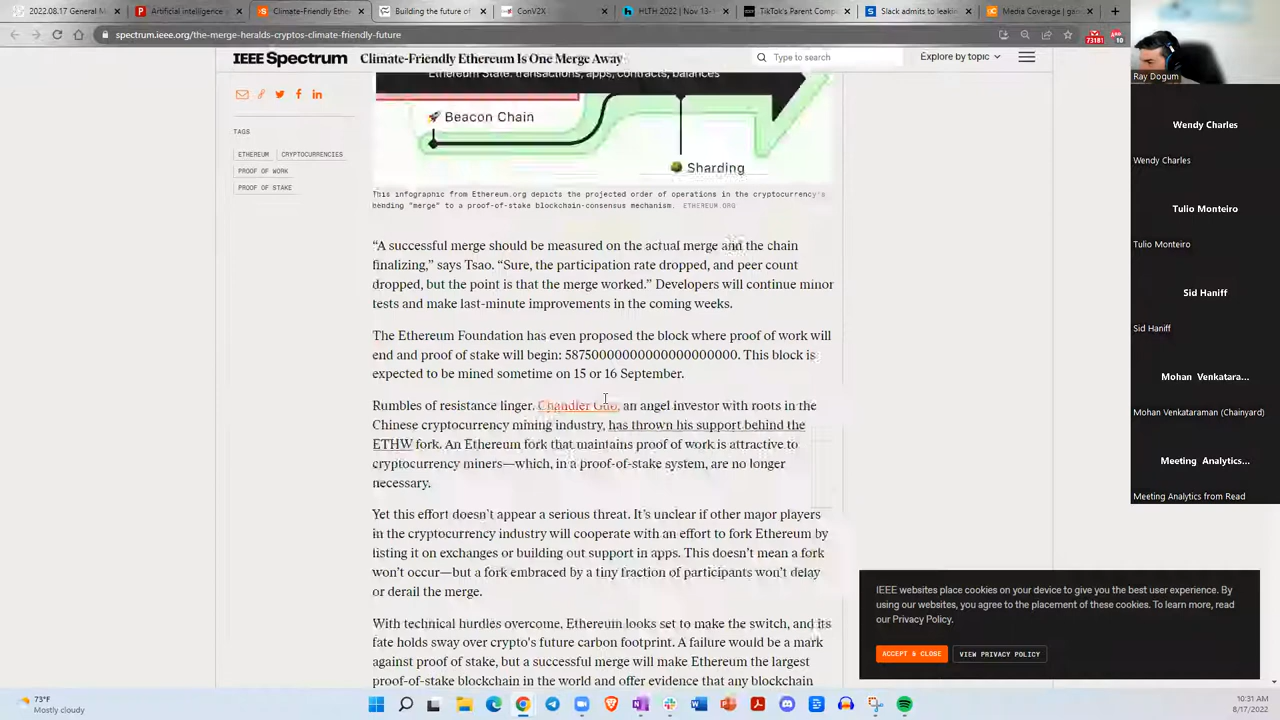 2022.08.17 General Mee
Artificial intelligence p
Climate-Friendly Ether
Building the future of
ConV2X
HLTH 2022 | Nov 13-
TikTok's Parent Comp
Slack admits to leakin
Media Coverage | gai
spectrum.ieee.org/the-merge-heralds-cryptos-climate-friendly-future
73181
10
IEEE Spectrum
Climate-Friendly Ethereum Is One Merge Away
Type to search
Explore by topic
TAGS
ETHEREUM
CRYPTOCURRENCIES
PROOF OF WORK
PROOF OF STAKE
Ethereum State: transactions, apps, contracts, balances
Beacon Chain
Sharding
This infographic from Ethereum.org depicts the projected order of operations in the cryptocurrency's
pending "merge" to a proof-of-stake blockchain-consensus mechanism. ETHEREUM.ORG
“A successful merge should be measured on the actual merge and the chain
finalizing,” says Tsao. “Sure, the participation rate dropped, and peer count
dropped, but the point is that the merge worked.” Developers will continue minor
tests and make last-minute improvements in the coming weeks.
The Ethereum Foundation has even proposed the block where proof of work will
end and proof of stake will begin: 58750000000000000000000. This block is
expected to be mined sometime on 15 or 16 September.
Rumbles of resistance linger. Chandler Guo, an angel investor with roots in the
Chinese cryptocurrency mining industry, has thrown his support behind the
ETHW fork. An Ethereum fork that maintains proof of work is attractive to
cryptocurrency miners—which, in a proof-of-stake system, are no longer
necessary.
Yet this effort doesn't appear a serious threat. It's unclear if other major players
in the cryptocurrency industry will cooperate with an effort to fork Ethereum by
listing it on exchanges or building out support in apps. This doesn't mean a fork
won't occur—but a fork embraced by a tiny fraction of participants won't delay
or derail the merge.
With technical hurdles overcome, Ethereum looks set to make the switch, and its
fate holds sway over crypto's future carbon footprint. A failure would be a mark
against proof of stake, but a successful merge will make Ethereum the largest
proof-of-stake blockchain in the world and offer evidence that any blockchain
IEEE websites place cookies on your device to give you the best user experience. By
using our websites, you agree to the placement of these cookies. To learn more, read
our Privacy Policy.
ACCEPT & CLOSE
VIEW PRIVACY POLICY
Ray Dogum
Wendy Charles
Wendy Charles
Tulio Monteiro
Tulio Monteiro
Sid Haniff
Sid Haniff
Mohan Venkatara...
Mohan Venkataraman (Chainyard)
Meeting Analytics...
Meeting Analytics from Read
73°F
Mostly cloudy
10:31 AM
8/17/2022